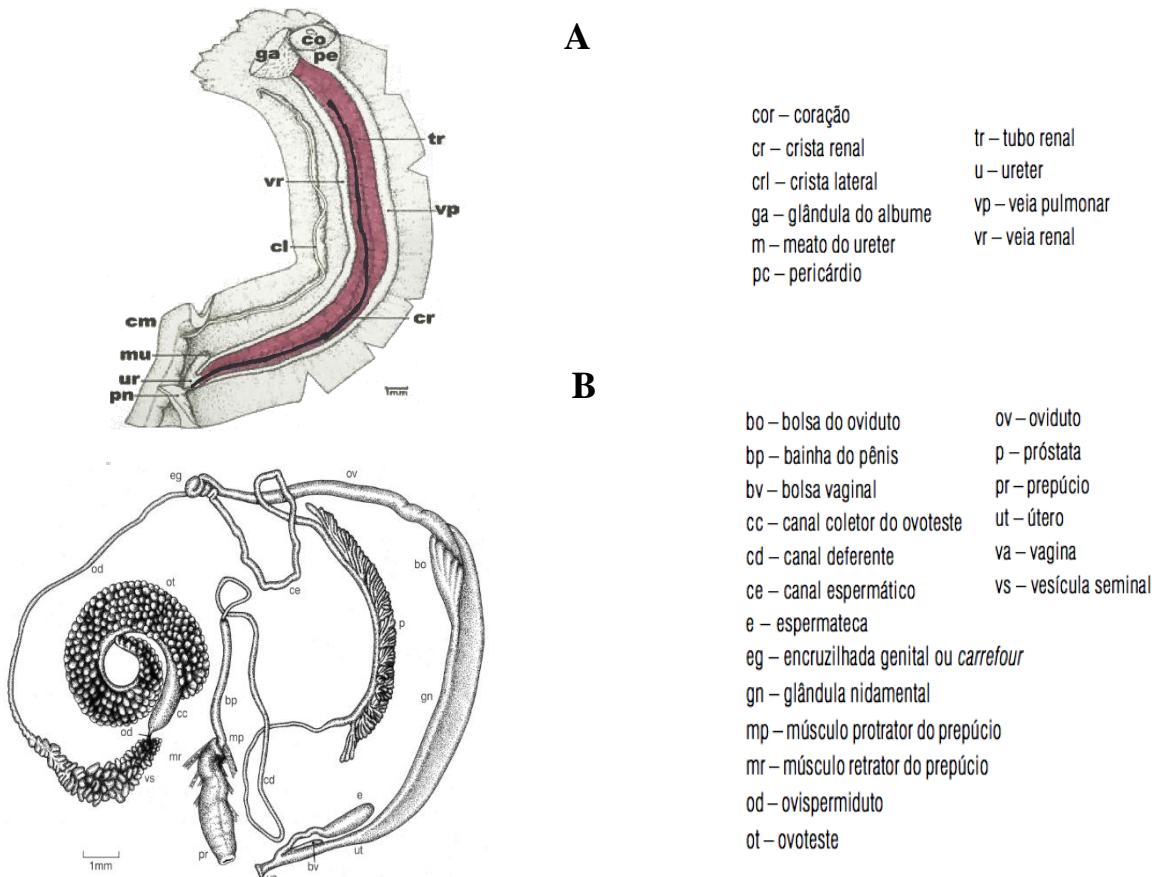 A
co
ga
pe
tr
vr
vp
cl
cm
cr
mu
ur
pn
1mm
cor – coração
cr – crista renal
crl – crista lateral
ga – glândula do albume
m – meato do ureter
pc – pericárdio
tr – tubo renal
u – ureter
vp – veia pulmonar
vr – veia renal
B
eg
ov
od
ot
ce
bo
p
cc
bp
gn
od
mr
mp
vs
cd
e
pr
bv
ut
1mm
bo – bolsa do oviduto
bp – bainha do pênis
bv – bolsa vaginal
cc – canal coletor do ovoteste
cd – canal deferente
ce – canal espermático
e – espermateca
eg – encruzilhada genital ou carrefour
gn – glândula nidamental
mp – músculo protrator do prepúcio
mr – músculo retrator do prepúcio
od – ovispermiduto
ot – ovoteste
ov – oviduto
p – próstata
pr – prepúcio
ut – útero
va – vagina
vs – vesícula seminal